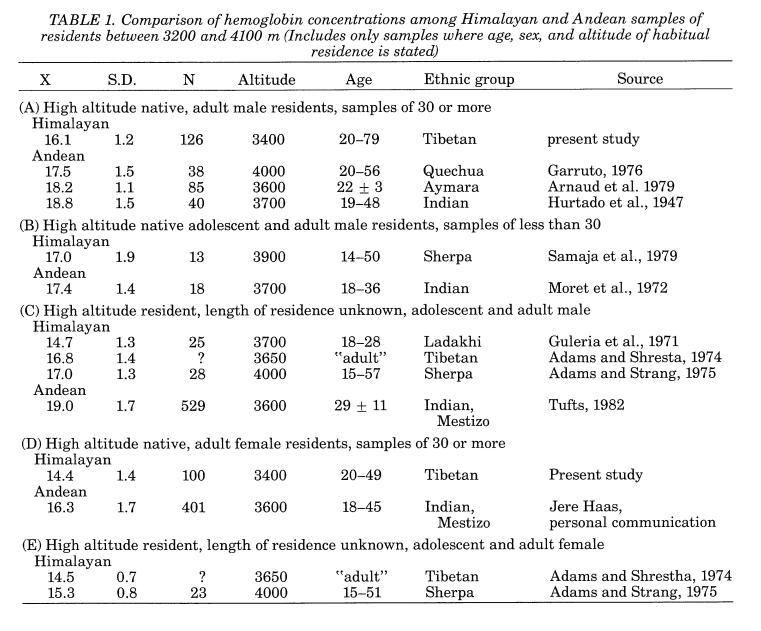 TABLE 1. Comparison of hemoglobin concentrations among Himalayan and Andean samples of
residents between 3200 and 4100 m (Includes only samples where age, sex, and altitude of habitual
residence is stated)
X S.D. N Altitude Age Ethnic group Source
(A) High altitude native, adult male residents, samples of 30 or more
Himalayan
16.1 1.2 126 3400 20–79 Tibetan present study
Andean
17.5 1.5 38 4000 20–56 Quechua Garruto, 1976
18.2 1.1 85 3600 22 ± 3 Aymara Arnaud et al. 1979
18.8 1.5 40 3700 19–48 Indian Hurtado et al., 1947
(B) High altitude native adolescent and adult male residents, samples of less than 30
Himalayan
17.0 1.9 13 3900 14–50 Sherpa Samaja et al., 1979
Andean
17.4 1.4 18 3700 18–36 Indian Moret et al., 1972
(C) High altitude resident, length of residence unknown, adolescent and adult male
Himalayan
14.7 1.3 25 3700 18–28 Ladakhi Guleria et al., 1971
16.8 1.4 ? 3650 "adult" Tibetan Adams and Shresta, 1974
17.0 1.3 28 4000 15–57 Sherpa Adams and Strang, 1975
Andean
19.0 1.7 529 3600 29 ± 11 Indian, Tufts, 1982
Mestizo
(D) High altitude native, adult female residents, samples of 30 or more
Himalayan
14.4 1.4 100 3400 20–49 Tibetan Present study
Andean
16.3 1.7 401 3600 18–45 Indian, Jere Haas,
Mestizo personal communication
(E) High altitude resident, length of residence unknown, adolescent and adult female
Himalayan
14.5 0.7 ? 3650 "adult" Tibetan Adams and Shrestha, 1974
15.3 0.8 23 4000 15–51 Sherpa Adams and Strang, 1975